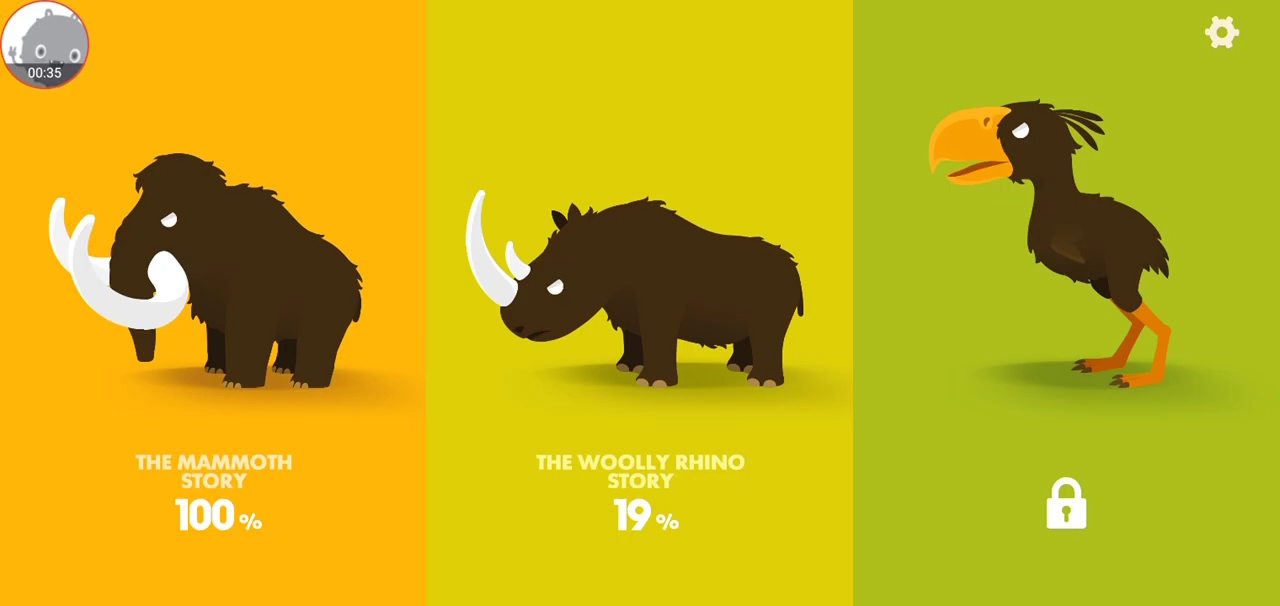 00:35
THE MAMMOTH
STORY
100 %
THE WOOLLY RHINO
STORY
19 %